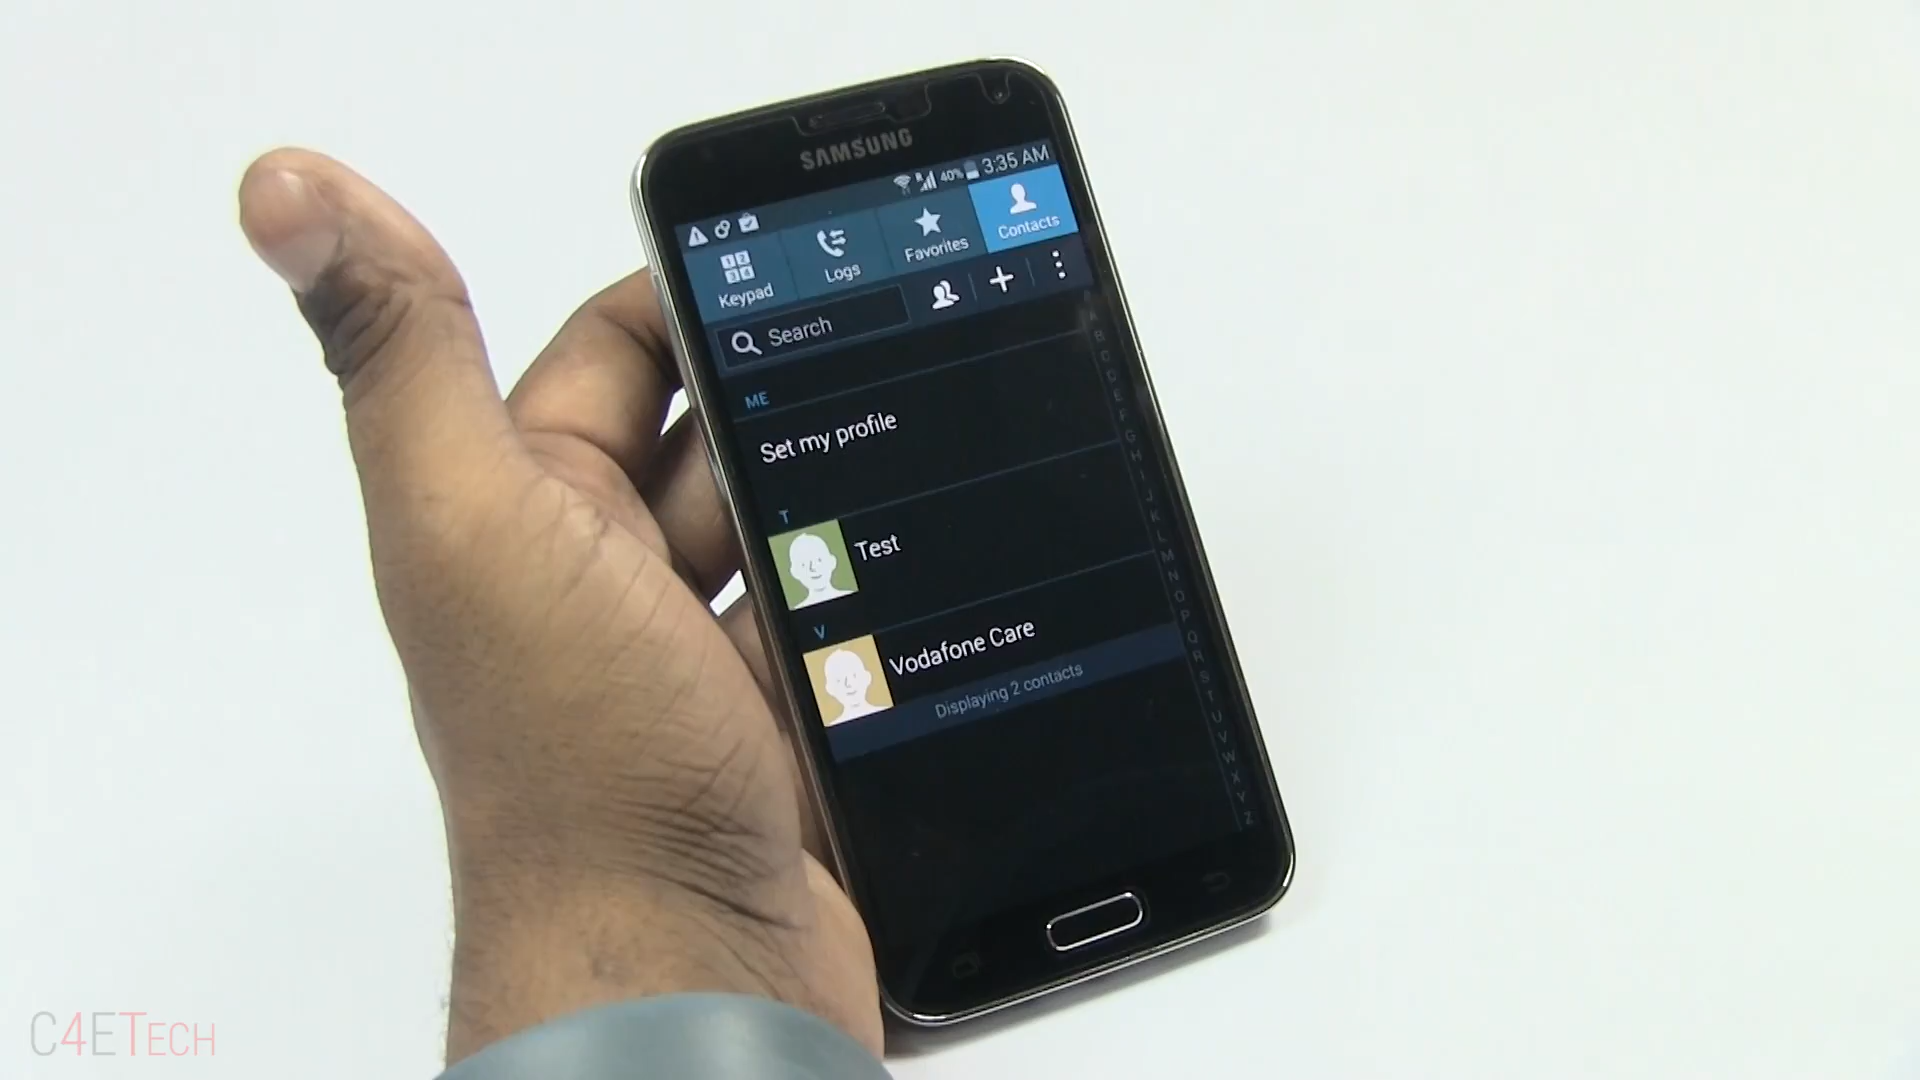 SAMSUNG
R 40% 3:35 AM
Keypad
Logs
Favorites
Contacts
Search
ME
Set my profile
T
Test
V
Vodafone Care
Displaying 2 contacts
A
B
C
D
E
F
G
H
I
J
K
L
M
N
O
P
Q
R
S
T
U
V
W
X
Y
Z
C4ETECH